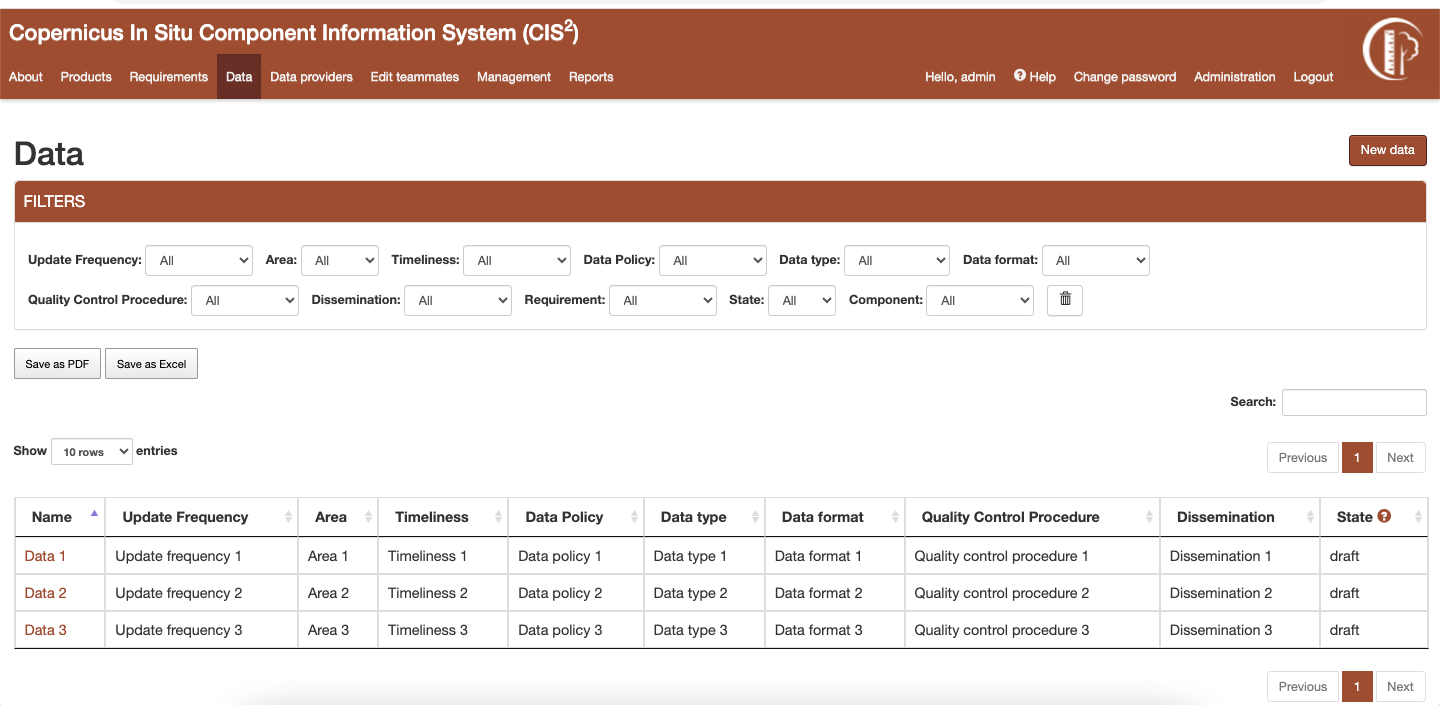 Copernicus In Situ Component Information System (CIS2)
About Products Requirements Data Data providers Edit teammates Management Reports Hello, admin ? Help Change password Administration Logout
Data New data
FILTERS
Update Frequency: All Area: All Timeliness: All Data Policy: All Data type: All Data format: All
Quality Control Procedure: All Dissemination: All Requirement: All State: All Component: All
Save as PDF Save as Excel
Search:
Show 10 rows entries Previous 1 Next
Name Update Frequency Area Timeliness Data Policy Data type Data format Quality Control Procedure Dissemination State ?
Data 1 Update frequency 1 Area 1 Timeliness 1 Data policy 1 Data type 1 Data format 1 Quality control procedure 1 Dissemination 1 draft
Data 2 Update frequency 2 Area 2 Timeliness 2 Data policy 2 Data type 2 Data format 2 Quality control procedure 2 Dissemination 2 draft
Data 3 Update frequency 3 Area 3 Timeliness 3 Data policy 3 Data type 3 Data format 3 Quality control procedure 3 Dissemination 3 draft
Previous 1 Next